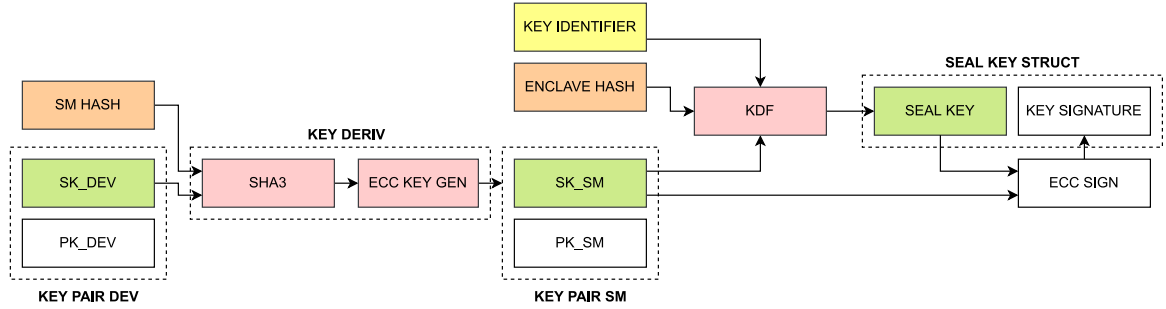 KEY IDENTIFIER
SEAL KEY STRUCT
SM HASH
ENCLAVE HASH
KDF
SEAL KEY
KEY SIGNATURE
KEY DERIV
SK_DEV
SHA3
ECC KEY GEN
SK_SM
ECC SIGN
PK_DEV
PK_SM
KEY PAIR DEV
KEY PAIR SM